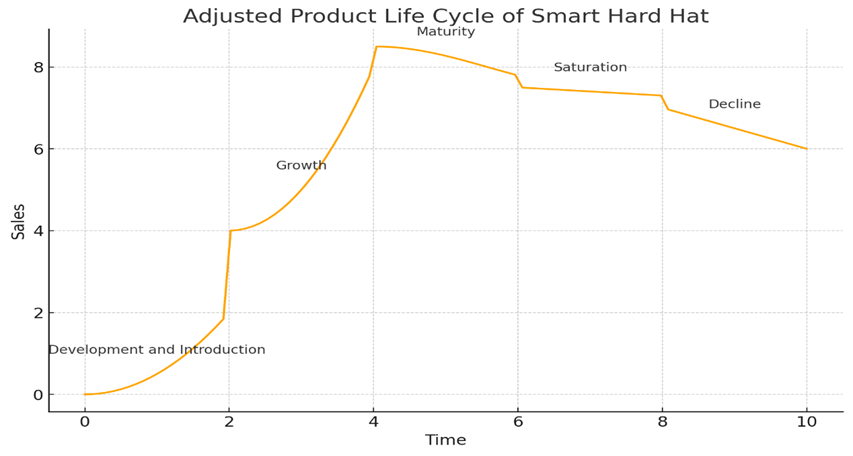 Adjusted Product Life Cycle of Smart Hard Hat
Maturity
Saturation
Decline
Growth
Development and Introduction
Sales
8
6
4
2
0
0 2 4 6 8 10
Time